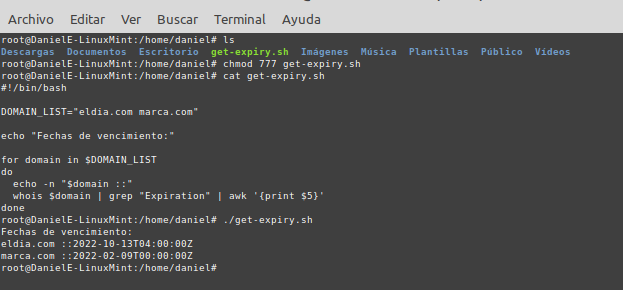 Archivo Editar Ver Buscar Terminal Ayuda
root@DanielE-LinuxMint:/home/daniel# ls
Descargas Documentos Escritorio get-expiry.sh Imágenes Música Plantillas Público Vídeos
root@DanielE-LinuxMint:/home/daniel# chmod 777 get-expiry.sh
root@DanielE-LinuxMint:/home/daniel# cat get-expiry.sh
#!/bin/bash
DOMAIN_LIST="eldia.com marca.com"
echo "Fechas de vencimiento:"
for domain in $DOMAIN_LIST
do
  echo -n "$domain ::"
  whois $domain | grep "Expiration" | awk '{print $5}'
done
root@DanielE-LinuxMint:/home/daniel# ./get-expiry.sh
Fechas de vencimiento:
eldia.com ::2022-10-13T04:00:00Z
marca.com ::2022-02-09T00:00:00Z
root@DanielE-LinuxMint:/home/daniel#